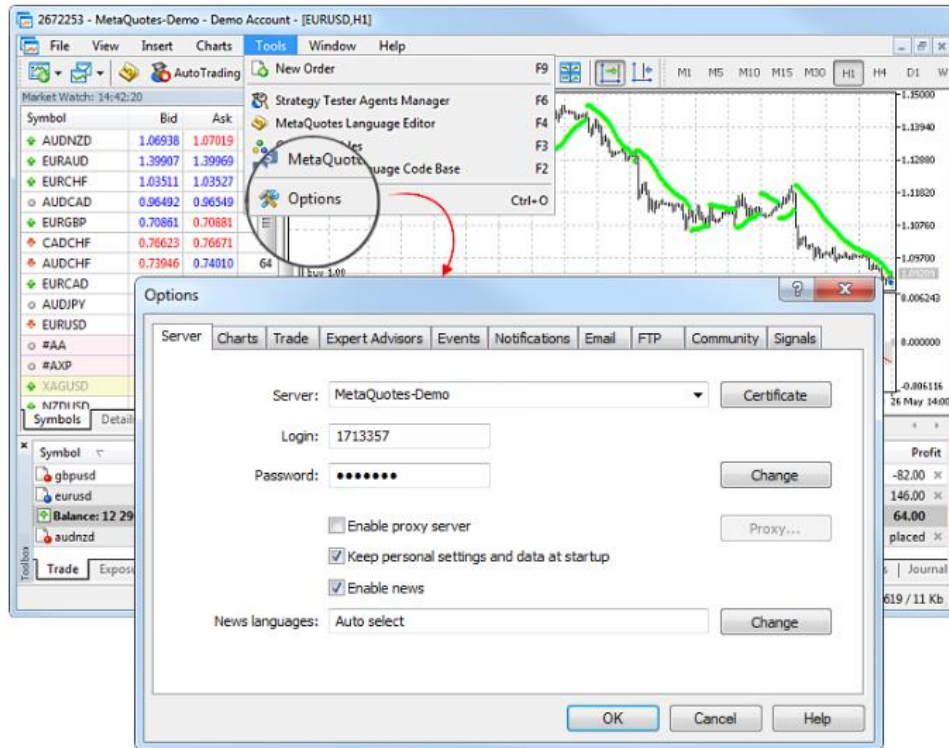 2672253 - MetaQuotes-Demo - Demo Account - [EURUSD,H1]
File View Insert Charts Tools Window Help
AutoTrading
M1 M5 M10 M15 M30 H1 H4 D1 W
New Order F9
Strategy Tester Agents Manager F6
MetaQuotes Language Editor F4
F3
MetaQuot
uage Code Base F2
Options Ctrl+O
Market Watch: 14:42:20
Symbol Bid Ask
AUDNZD 1.06938 1.07019
EURAUD 1.39907 1.39969
EURCHF 1.03511 1.03527
AUDCAD 0.96492 0.96549
EURGBP 0.70861 0.70881
CADCHF 0.76623 0.76671
AUDCHF 0.73946 0.74010 64
EURCAD
AUDJPY
EURUSD
#AA
#AXP
XAGUSD
NZDUSD
Symbols Detail
buy 1.00
1.15000
1.13940
1.12880
1.11820
1.10760
1.09700
1.09209
0.006243
0.000000
-0.006116
26 May 14:00
Symbol Profit
gbpusd -82.00
eurusd 146.00
Balance: 12 29 64.00
audnzd placed
Toolbox
Trade Exposu s Journal
619 / 11 Kb
Options
Server Charts Trade Expert Advisors Events Notifications Email FTP Community Signals
Server: MetaQuotes-Demo Certificate
Login: 1713357
Password: ••••••• Change
Enable proxy server Proxy...
Keep personal settings and data at startup
Enable news
News languages: Auto select Change
OK Cancel Help